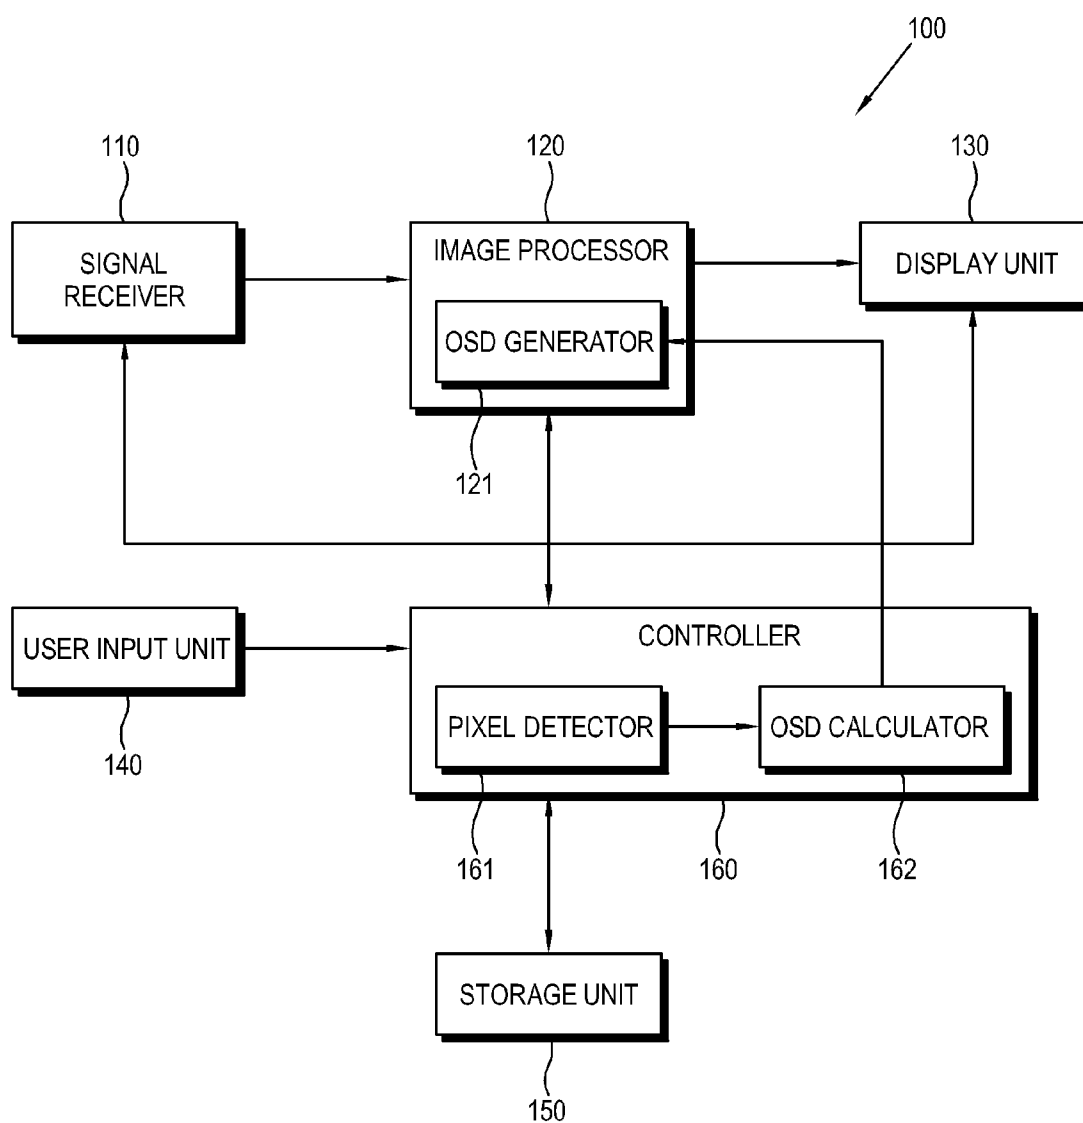 100
110
120
130
SIGNAL
RECEIVER
IMAGE PROCESSOR
DISPLAY UNIT
OSD GENERATOR
121
USER INPUT UNIT
CONTROLLER
140
PIXEL DETECTOR
OSD CALCULATOR
161
160
162
STORAGE UNIT
150